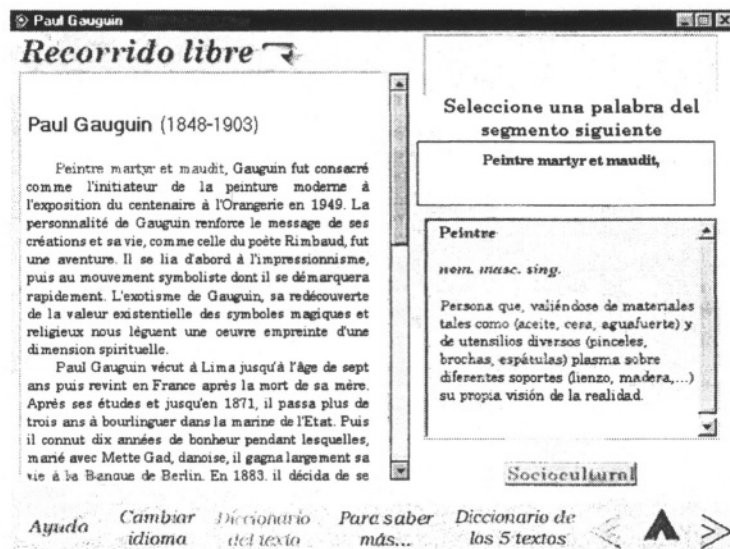 Paul Gauguin
Recorrido libre
Paul Gauguin (1848-1903)
Peintre martyr et maudit, Gauguin fut consacré
comme l'initiateur de la peinture moderne à
l'exposition du centenaire à l'Orangerie en 1949. La
personnalité de Gauguin renforce le message de ses
créations et sa vie, comme celle du poète Rimbaud, fut
une aventure. Il se lia d'abord à l'impressionnisme,
puis au mouvement symboliste dont il se démarquera
rapidement. L'exotisme de Gauguin, sa redécouverte
de la valeur existentielle des symboles magiques et
religieux nous lèguent une oeuvre empreinte d'une
dimension spirituelle.
Paul Gauguin vécut à Lima jusqu'à l'âge de sept
ans puis revint en France après la mort de sa mère.
Après ses études et jusqu'en 1871, il passa plus de
trois ans à bourlinguer dans la marine de l'Etat. Puis
il connut dix années de bonheur pendant lesquelles,
marié avec Mette Gad, danoise, il gagna largement sa
vie à la Banque de Berlin. En 1883, il décida de se
Seleccione una palabra del
segmento siguiente
Peintre martyr et maudit,
Peintre
nom. masc. sing.
Persona que, valiéndose de materiales
tales como (aceite, cera, aguafuerte) y
de utensilios diversos (pinceles,
brochas, espátulas) plasma sobre
diferentes soportes (lienzo, madera,...)
su propia visión de la realidad.
Sociocultural
Ayuda
Cambiar
idioma
Diccionario
del texto
Para saber
más...
Diccionario de
los 5 textos